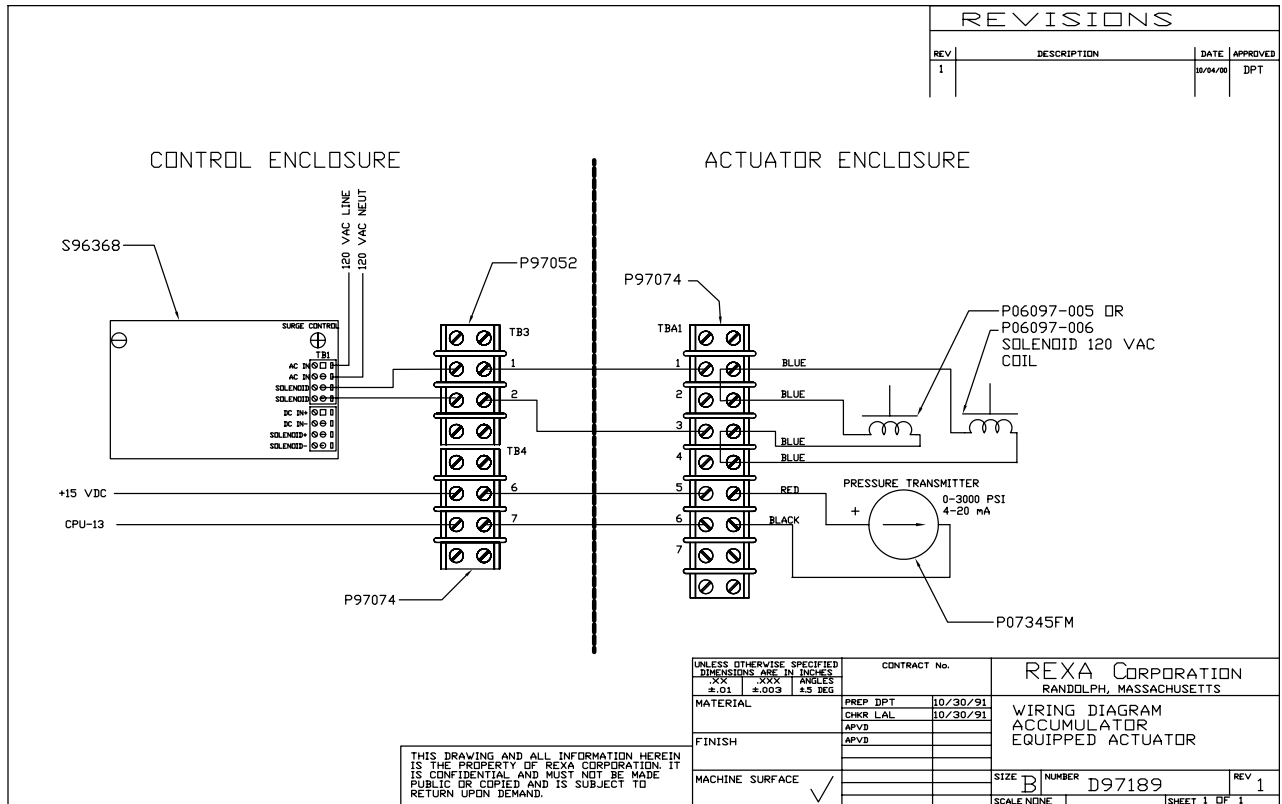 REVISIONS
REV DESCRIPTION DATE APPROVED
1 10/04/00 DPT
CONTROL ENCLOSURE
ACTUATOR ENCLOSURE
120 VAC LINE
120 VAC NEUT
S96368
P97052
P97074
P06097-005 OR
P06097-006
SOLENOID 120 VAC
COIL
SURGE CONTROL
TB1
AC IN
AC IN
SOLENOID
SOLENOID
DC IN+
DC IN-
SOLENOID+
SOLENOID-
TB3
1
2
TB4
6
7
+15 VDC
CPU-13
P97074
TBA1
1
2
3
4
5
6
7
BLUE
BLUE
BLUE
BLUE
RED
BLACK
PRESSURE TRANSMITTER
0-3000 PSI
4-20 mA
+
P07345FM
UNLESS OTHERWISE SPECIFIED
DIMENSIONS ARE IN INCHES
.XX .XXX ANGLES
±.01 ±.003 ±.5 DEG
MATERIAL
FINISH
MACHINE SURFACE
CONTRACT No.
PREP DPT 10/30/91
CHKR LAL 10/30/91
APVD
APVD
REXA CORPORATION
RANDOLPH, MASSACHUSETTS
WIRING DIAGRAM
ACCUMULATOR
EQUIPPED ACTUATOR
SIZE B NUMBER D97189 REV 1
SCALE NONE SHEET 1 OF 1
THIS DRAWING AND ALL INFORMATION HEREIN
IS THE PROPERTY OF REXA CORPORATION. IT
IS CONFIDENTIAL AND MUST NOT BE MADE
PUBLIC OR COPIED AND IS SUBJECT TO
RETURN UPON DEMAND.